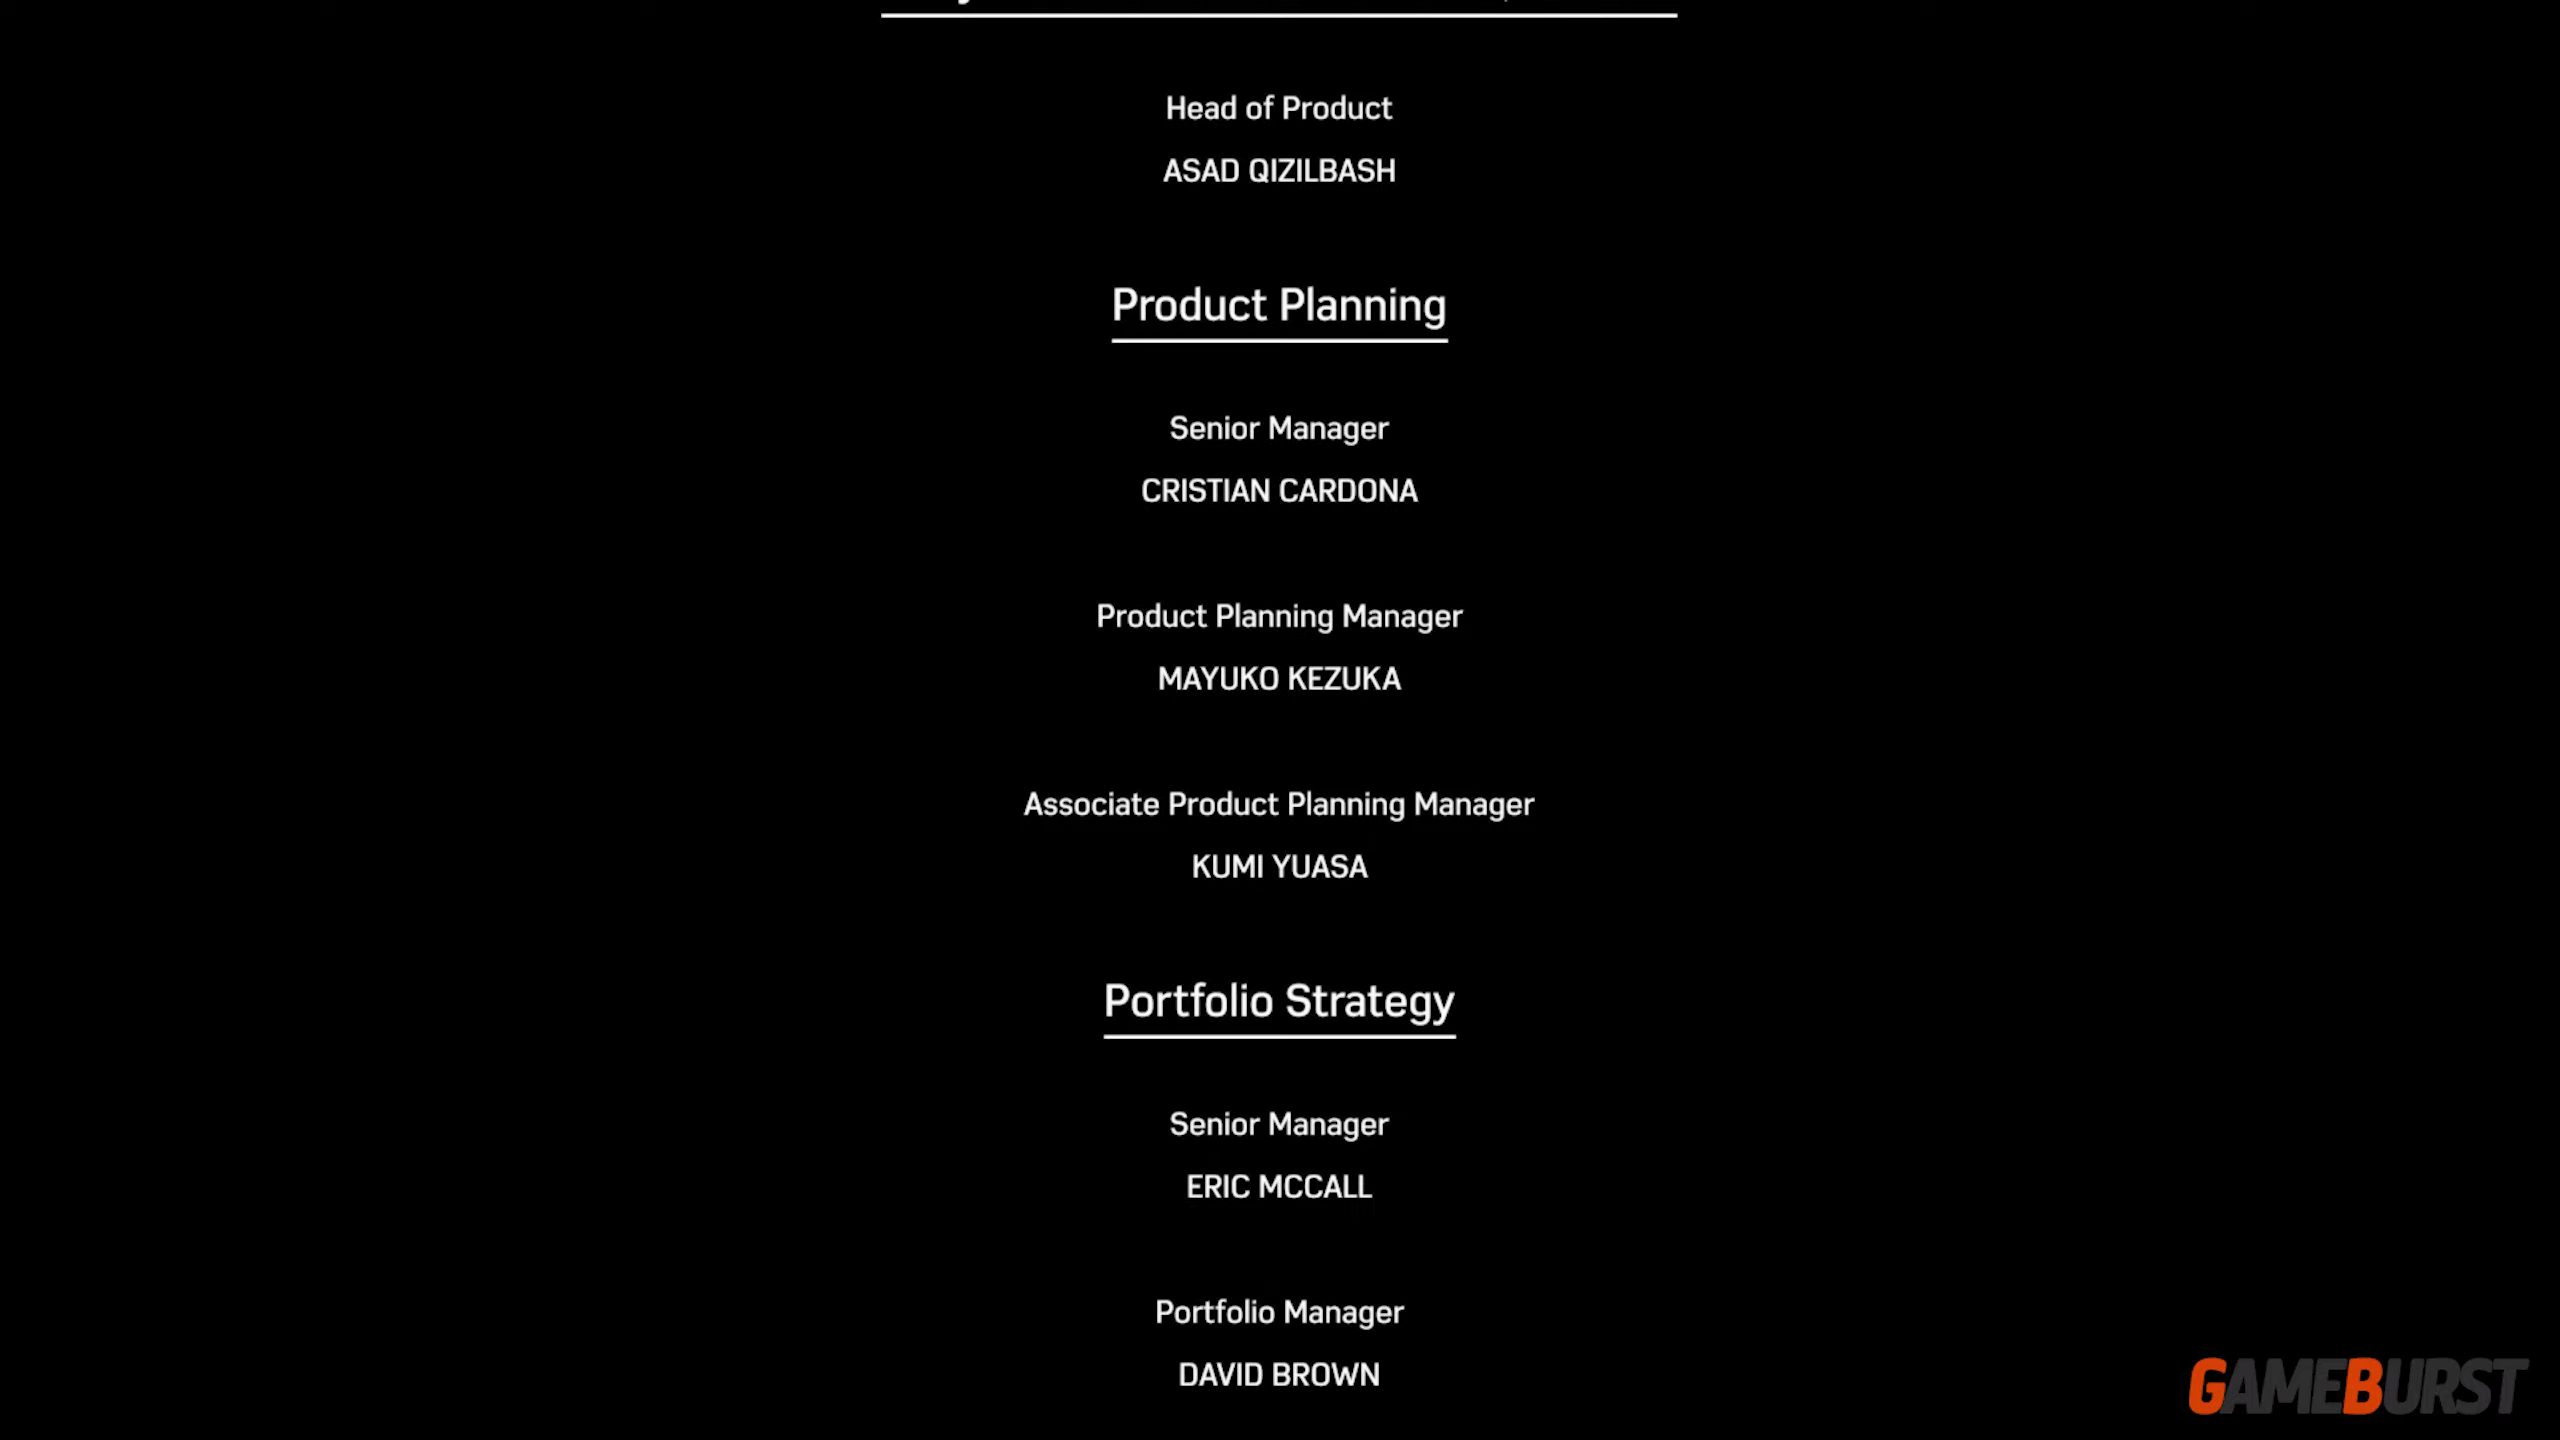 Head of Product
ASAD QIZILBASH
Product Planning
Senior Manager
CRISTIAN CARDONA
Product Planning Manager
MAYUKO KEZUKA
Associate Product Planning Manager
KUMI YUASA
Portfolio Strategy
Senior Manager
ERIC MCCALL
Portfolio Manager
DAVID BROWN
GAMEBURST